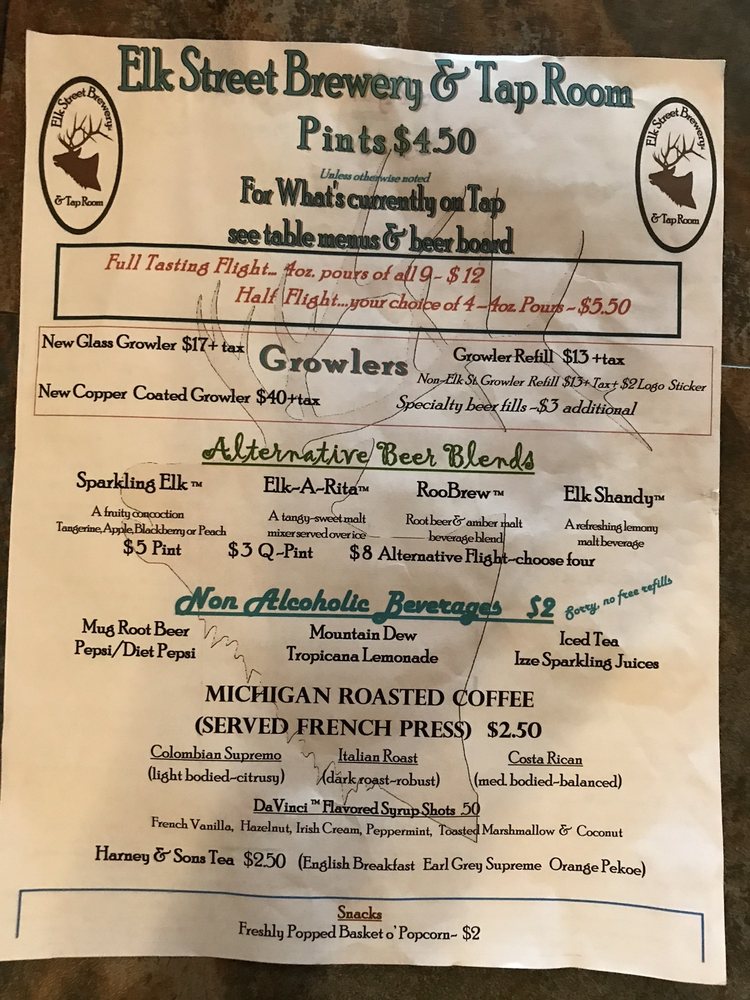 Elk Street Brewery & Tap Room
Elk Street Brewery
& Tap Room
Elk Street Brewery
& Tap Room
Pints $4.50
Unless otherwise noted
For What's currently on Tap
see table menus & beer board
Full Tasting Flight... 4oz. pours of all 9~ $12
Half Flight...your choice of 4~4oz Pours~$5.50
New Glass Growler $17+tax
Growlers
Growler Refill $13+tax
Non~Elk St. Growler Refill $13+Tax+$2 Logo Sticker
New Copper Coated Growler $40+tax
Specialty beer fills ~$3 additional
Alternative Beer Blends
Sparkling Elk™ Elk~A~Rita™ RooBrew™ Elk Shandy™
A fruity concoction
Tangerine, Apple, Blackberry or Peach
A tangy~sweet malt
mixer served over ice
Root beer & amber malt
beverage blend
A refreshing lemony
malt beverage
$5 Pint $3 Q~Pint $8 Alternative Flight~choose four
Non Alcoholic Beverages $2 Sorry, no free refills
Mug Root Beer Mountain Dew Iced Tea
Pepsi/Diet Pepsi Tropicana Lemonade Izze Sparkling Juices
MICHIGAN ROASTED COFFEE
(SERVED FRENCH PRESS) $2.50
Colombian Supremo Italian Roast Costa Rican
(light bodied~citrusy) (dark roast~robust) (med. bodied~balanced)
DaVinci™ Flavored Syrup Shots .50
French Vanilla, Hazelnut, Irish Cream, Peppermint, Toasted Marshmallow & Coconut
Harney & Sons Tea $2.50 (English Breakfast Earl Grey Supreme Orange Pekoe)
Snacks
Freshly Popped Basket o' Popcorn~ $2